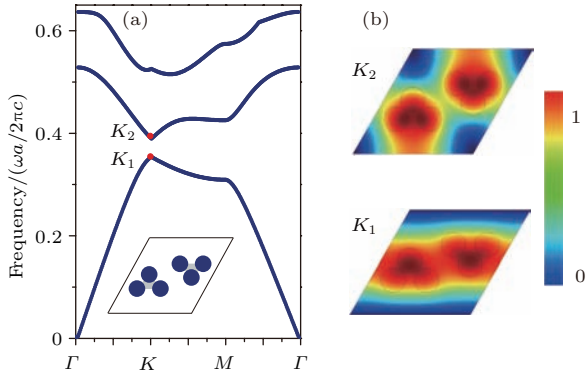 (a)
(b)
Frequency/(ωa/2πc)
0.6
0.4
0.2
0
K2
K1
Γ
K
M
Γ
K2
K1
1
0